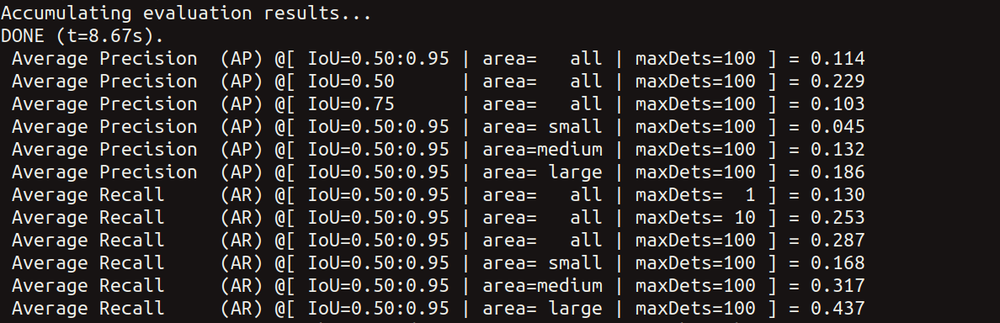 Accumulating evaluation results...
DONE (t=8.67s).
 Average Precision  (AP) @[ IoU=0.50:0.95 | area=   all | maxDets=100 ] = 0.114
 Average Precision  (AP) @[ IoU=0.50      | area=   all | maxDets=100 ] = 0.229
 Average Precision  (AP) @[ IoU=0.75      | area=   all | maxDets=100 ] = 0.103
 Average Precision  (AP) @[ IoU=0.50:0.95 | area= small | maxDets=100 ] = 0.045
 Average Precision  (AP) @[ IoU=0.50:0.95 | area=medium | maxDets=100 ] = 0.132
 Average Precision  (AP) @[ IoU=0.50:0.95 | area= large | maxDets=100 ] = 0.186
 Average Recall     (AR) @[ IoU=0.50:0.95 | area=   all | maxDets=  1 ] = 0.130
 Average Recall     (AR) @[ IoU=0.50:0.95 | area=   all | maxDets= 10 ] = 0.253
 Average Recall     (AR) @[ IoU=0.50:0.95 | area=   all | maxDets=100 ] = 0.287
 Average Recall     (AR) @[ IoU=0.50:0.95 | area= small | maxDets=100 ] = 0.168
 Average Recall     (AR) @[ IoU=0.50:0.95 | area=medium | maxDets=100 ] = 0.317
 Average Recall     (AR) @[ IoU=0.50:0.95 | area= large | maxDets=100 ] = 0.437